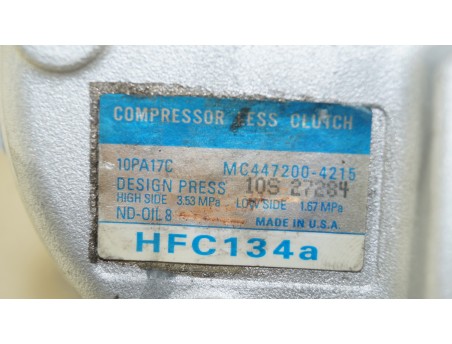 COMPRESSOR LESS CLUTCH
10PA17C MC447200-4215
DESIGN PRESS 10S 27284
HIGH SIDE 3.53 MPa LOW SIDE 1.67 MPa
ND-OIL 8 MADE IN U.S.A.
HFC134a